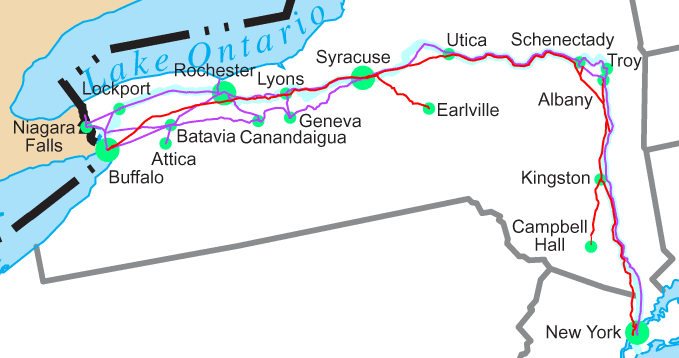 Lake Ontario
Utica
Schenectady
Syracuse
Troy
Rochester
Lyons
Lockport
Albany
Earlville
Niagara
Falls
Geneva
Batavia
Canandaigua
Attica
Buffalo
Kingston
Campbell
Hall
New York